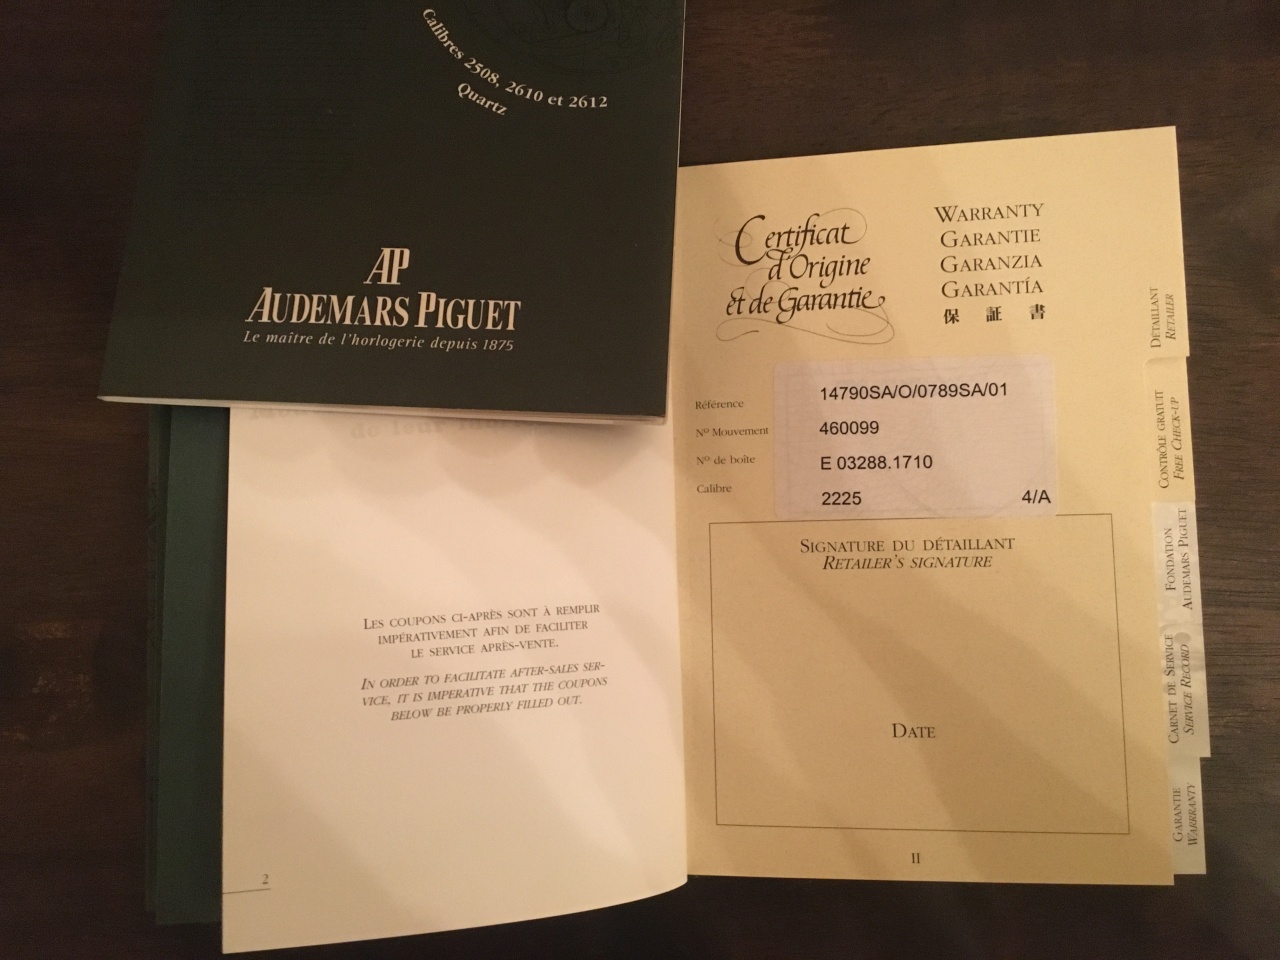 Calibres 2508, 2610 et 2612
Quartz
AP
AUDEMARS PIGUET
Le maître de l'horlogerie depuis 1875
de leur
LES COUPONS CI-APRÈS SONT À REMPLIR
IMPÉRATIVEMENT AFIN DE FACILITER
LE SERVICE APRÈS-VENTE.
IN ORDER TO FACILITATE AFTER-SALES SER-
VICE, IT IS IMPERATIVE THAT THE COUPONS
BELOW BE PROPERLY FILLED OUT.
2
Certificat
d'Origine
et de Garantie
WARRANTY
GARANTIE
GARANZIA
GARANTÍA
保 証 書
Référence 14790SA/O/0789SA/01
Nº Mouvement 460099
Nº de boîte E 03288.1710
Calibre 2225 4/A
SIGNATURE DU DÉTAILLANT
RETAILER'S SIGNATURE
DATE
II
DÉTAILLANT
RETAILER
CONTRÔLE GRATUIT
FREE CHECK-UP
FONDATION
AUDEMARS PIGUET
CARNET DE SERVICE
SERVICE RECORD
GARANTIE
WARRANTY